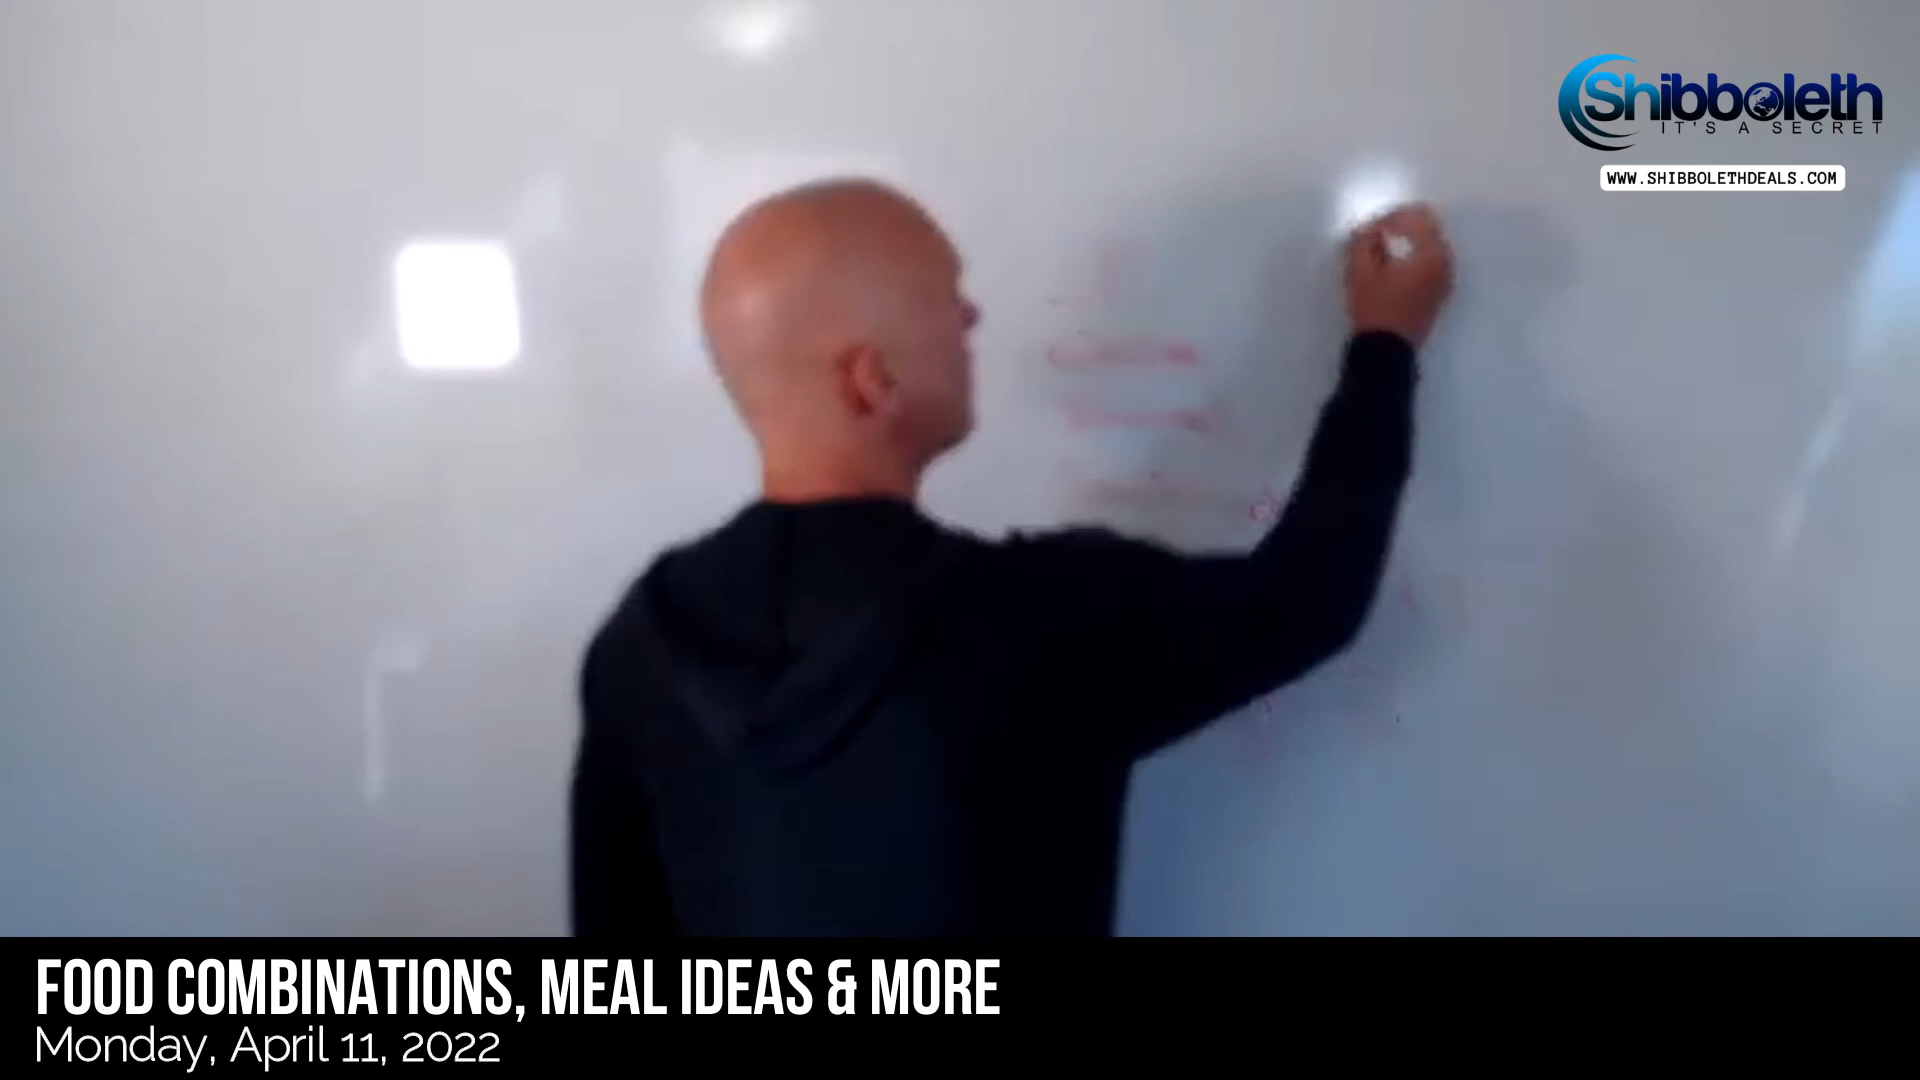 Shibboleth
IT'S A SECRET
WWW.SHIBBOLETHDEALS.COM
FOOD COMBINATIONS, MEAL IDEAS & MORE
Monday, April 11, 2022